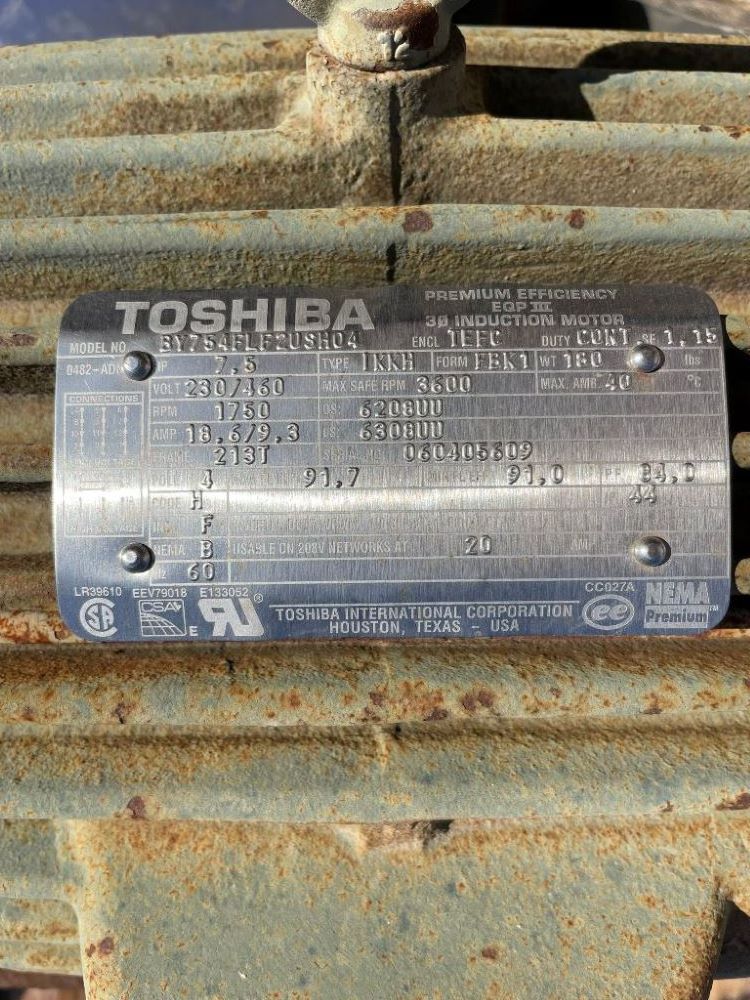 TOSHIBA
PREMIUM EFFICIENCY
EQP III
3ø INDUCTION MOTOR
MODEL NO. BY754FLF2USH04 ENCL TEFC DUTY CONT SF 1.15
HP 7.5 TYPE IKKH FORM FBK1 WT 180 lbs
VOLT 230/460 MAX SAFE RPM 3600 MAX. AMB. 40 °C
CONNECTIONS
RPM 1750 6208UU
AMP 18.6/9.3 6308UU
213T 060405609
4 91.7 91.0 84.0
H 44
F
NEMA B USABLE ON 208V NETWORKS AT 20
60
LR39610 EEV79018 E133052 CC027A
SA CSA E ee NEMA Premium
TOSHIBA INTERNATIONAL CORPORATION
HOUSTON, TEXAS - USA